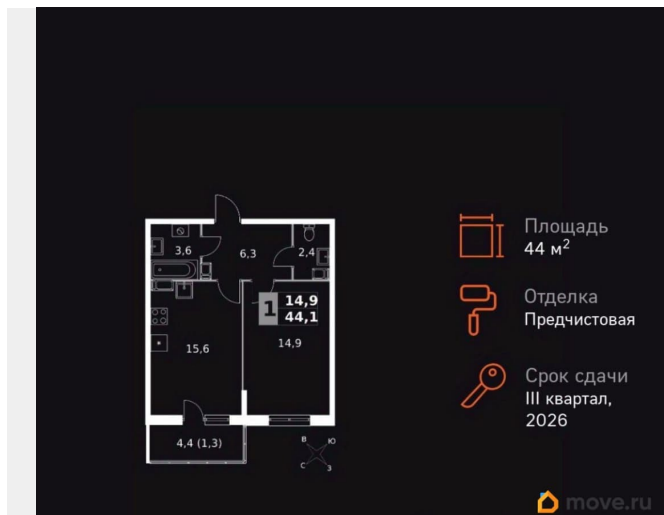 3,6
6,3
2,4
1
14,9
44,1
15,6
14,9
4,4 (1,3)
В
Ю
С
З
Площадь
44 м²
Отделка
Предчистовая
Срок сдачи
III квартал,
2026
move.ru